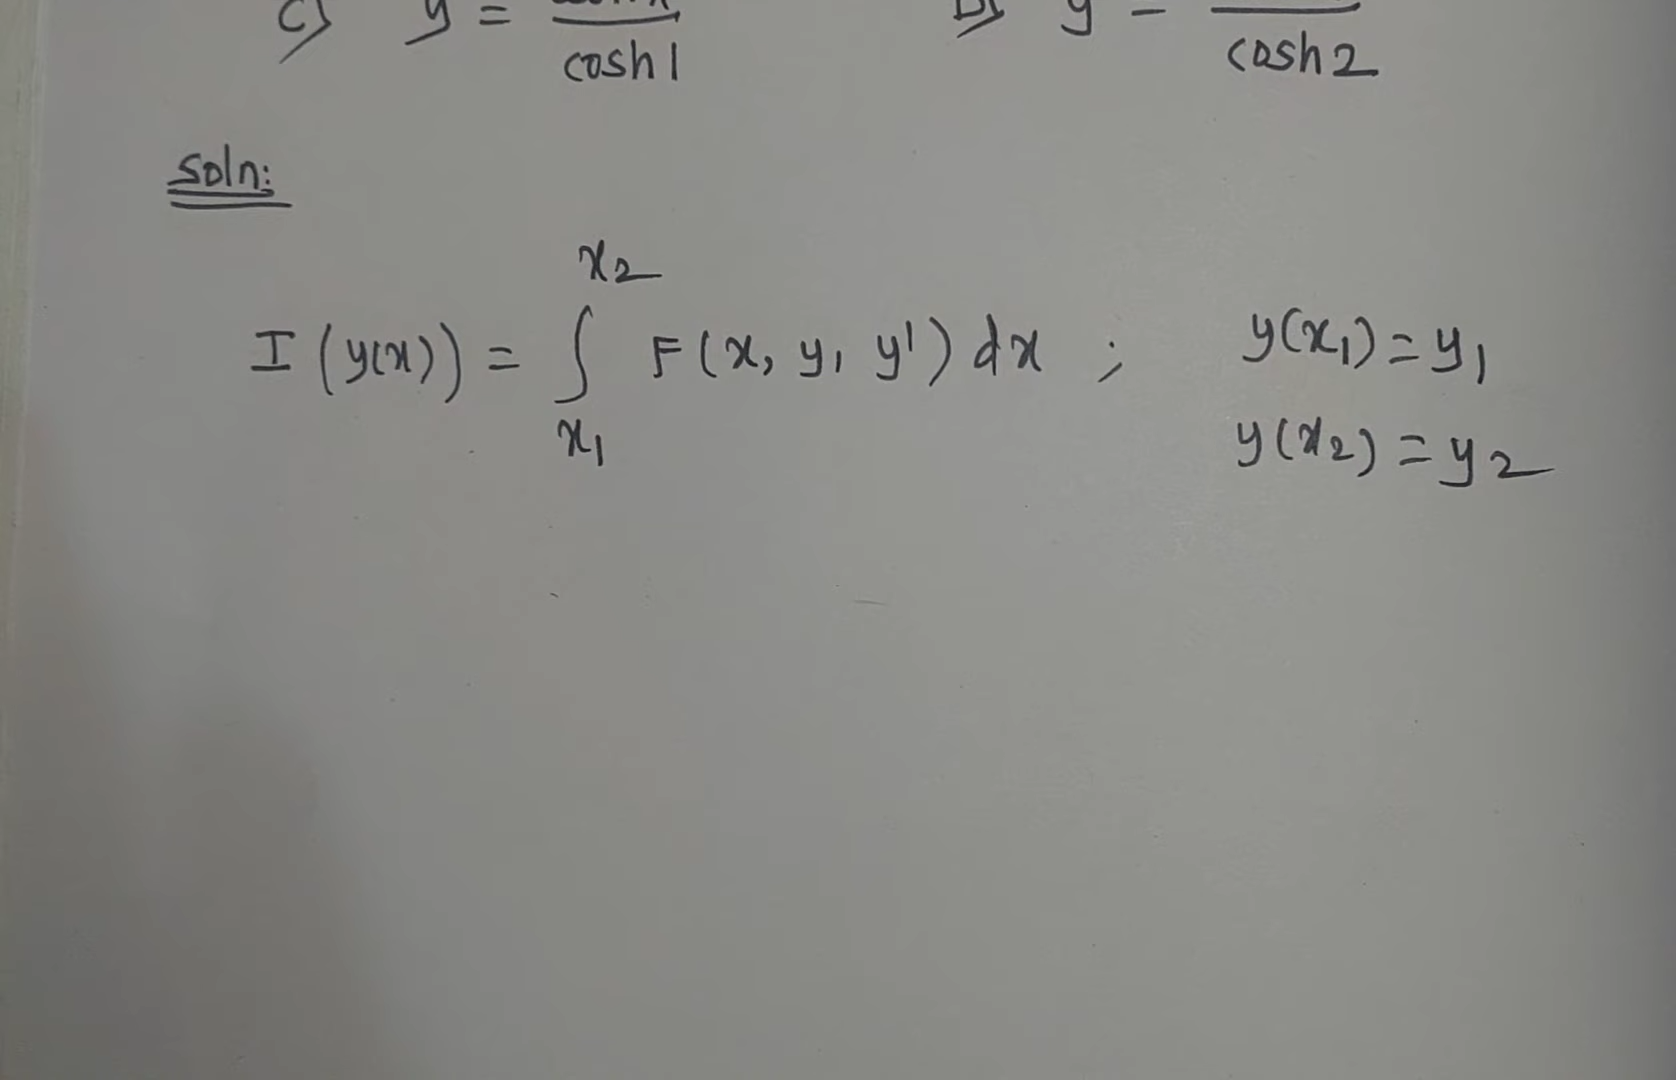 C) y = cosh 1 D) y = cosh 2
Soln:
I (y(x)) = ∫_{x1}^{x2} F(x, y, y') dx ; y(x1) = y1
y(x2) = y2